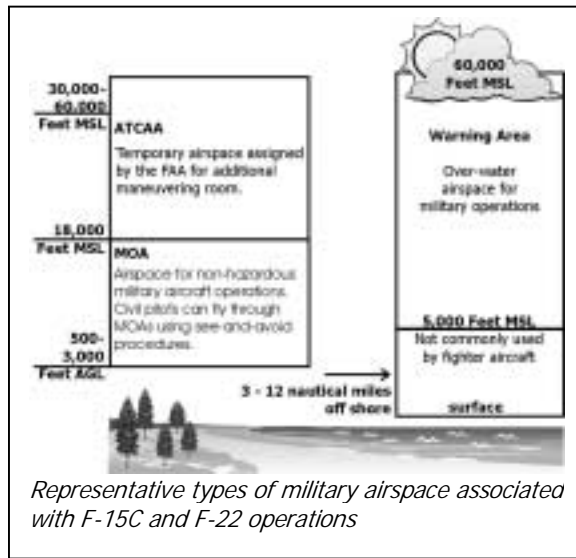 30,000-
60,000
Feet MSL
ATCAA
Temporary airspace assigned
by the FAA for additional
maneuvering room.
18,000
Feet MSL
MOA
Airspace for non-hazardous
military aircraft operations.
Civil pilots can fly through
MOAs using see-and-avoid
procedures.
500-
3,000
Feet AGL
60,000
Feet MSL
Warning Area
Over-water
airspace for
military operations
5,000 Feet MSL
Not commonly used
by fighter aircraft
3 - 12 nautical miles
off shore
surface
Representative types of military airspace associated
with F-15C and F-22 operations